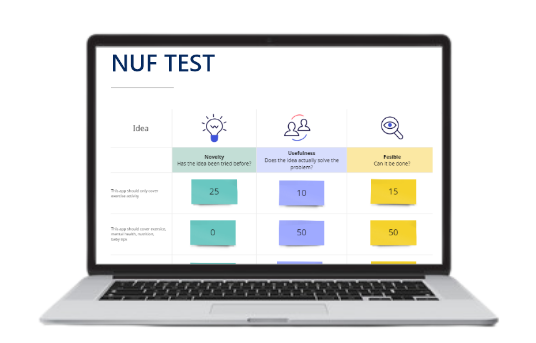 NUF TEST
Idea
Novelty
Has the idea been tried before?
Usefulness
Does the idea actually solve the
problem?
Fesible
Can it be done?
This app should only cover
exercise activity
25
10
15
This app should cover exercise,
mental health, nutrition,
daily tips
0
50
50